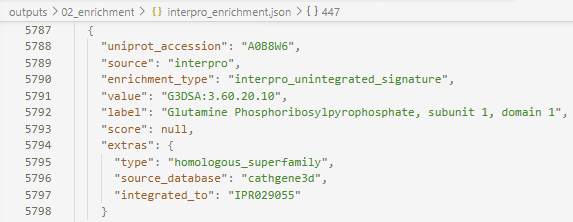 outputs > 02_enrichment > interpro_enrichment.json > {} 447
5787 {
5788 "uniprot_accession": "A0B8W6",
5789 "source": "interpro",
5790 "enrichment_type": "interpro_unintegrated_signature",
5791 "value": "G3DSA:3.60.20.10",
5792 "label": "Glutamine Phosphoribosylpyrophosphate, subunit 1, domain 1",
5793 "score": null,
5794 "extras": {
5795 "type": "homologous_superfamily",
5796 "source_database": "cathgene3d",
5797 "integrated_to": "IPR029055"
5798 }